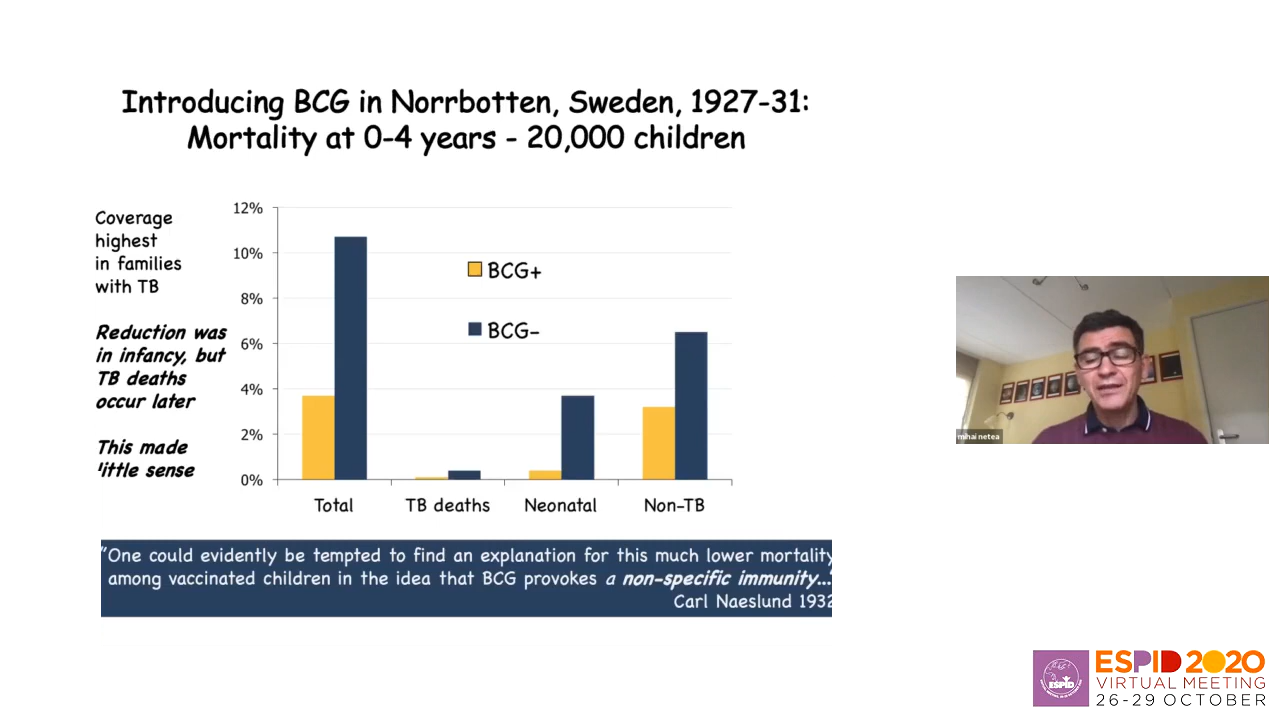 Introducing BCG in Norrbotten, Sweden, 1927-31:
Mortality at 0-4 years - 20,000 children
Coverage
highest
in families
with TB
Reduction was
in infancy, but
TB deaths
occur later
This made
little sense
12%
10%
8%
6%
4%
2%
0%
BCG+
BCG-
Total
TB deaths
Neonatal
Non-TB
"One could evidently be tempted to find an explanation for this much lower mortality
among vaccinated children in the idea that BCG provokes a non-specific immunity..."
Carl Naeslund 1932
mihai netea
ESPID
ESPID 2020
VIRTUAL MEETING
26-29 OCTOBER